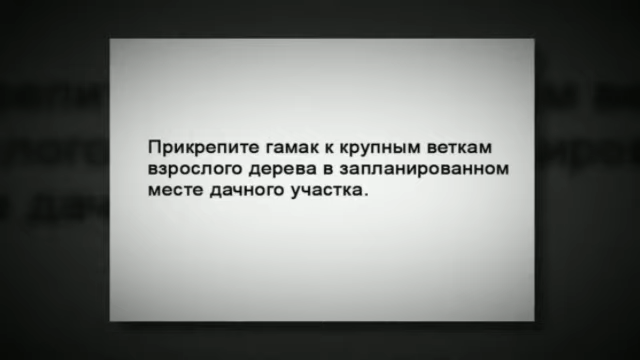 Прикрепите гамак к крупным веткам
взрослого дерева в запланированном
месте дачного участка.